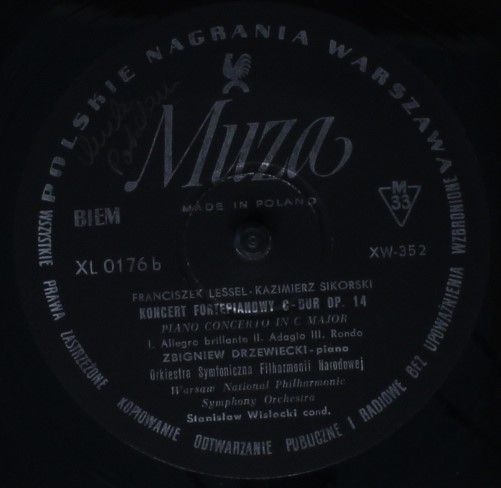 POLSKIE NAGRANIA WARSZAWA
Muza
MADE IN POLAND
BIEM
M
33
XL 0176 b
XW-352
FRANCISZEK LESSEL-KAZIMIERZ SIKORSKI
KONCERT FORTEPIANOWY C-DUR OP. 14
PIANO CONCERTO IN C MAJOR
I. Allegro brillante II. Adagio III. Rondo
ZBIGNIEW DRZEWIECKI-piano
Orkiestra Symfoniczna Filharmonii Narodowej
Warsaw National Philharmonic
Symphony Orchestra
Stanisław Wisłocki cond.
WSZYSTKIE PRAWA ZASTRZEŻONE KOPIOWANIE ODTWARZANIE PUBLICZNE I RADIOWE BEZ UPOWAŻNIENIA WZBRONIONE